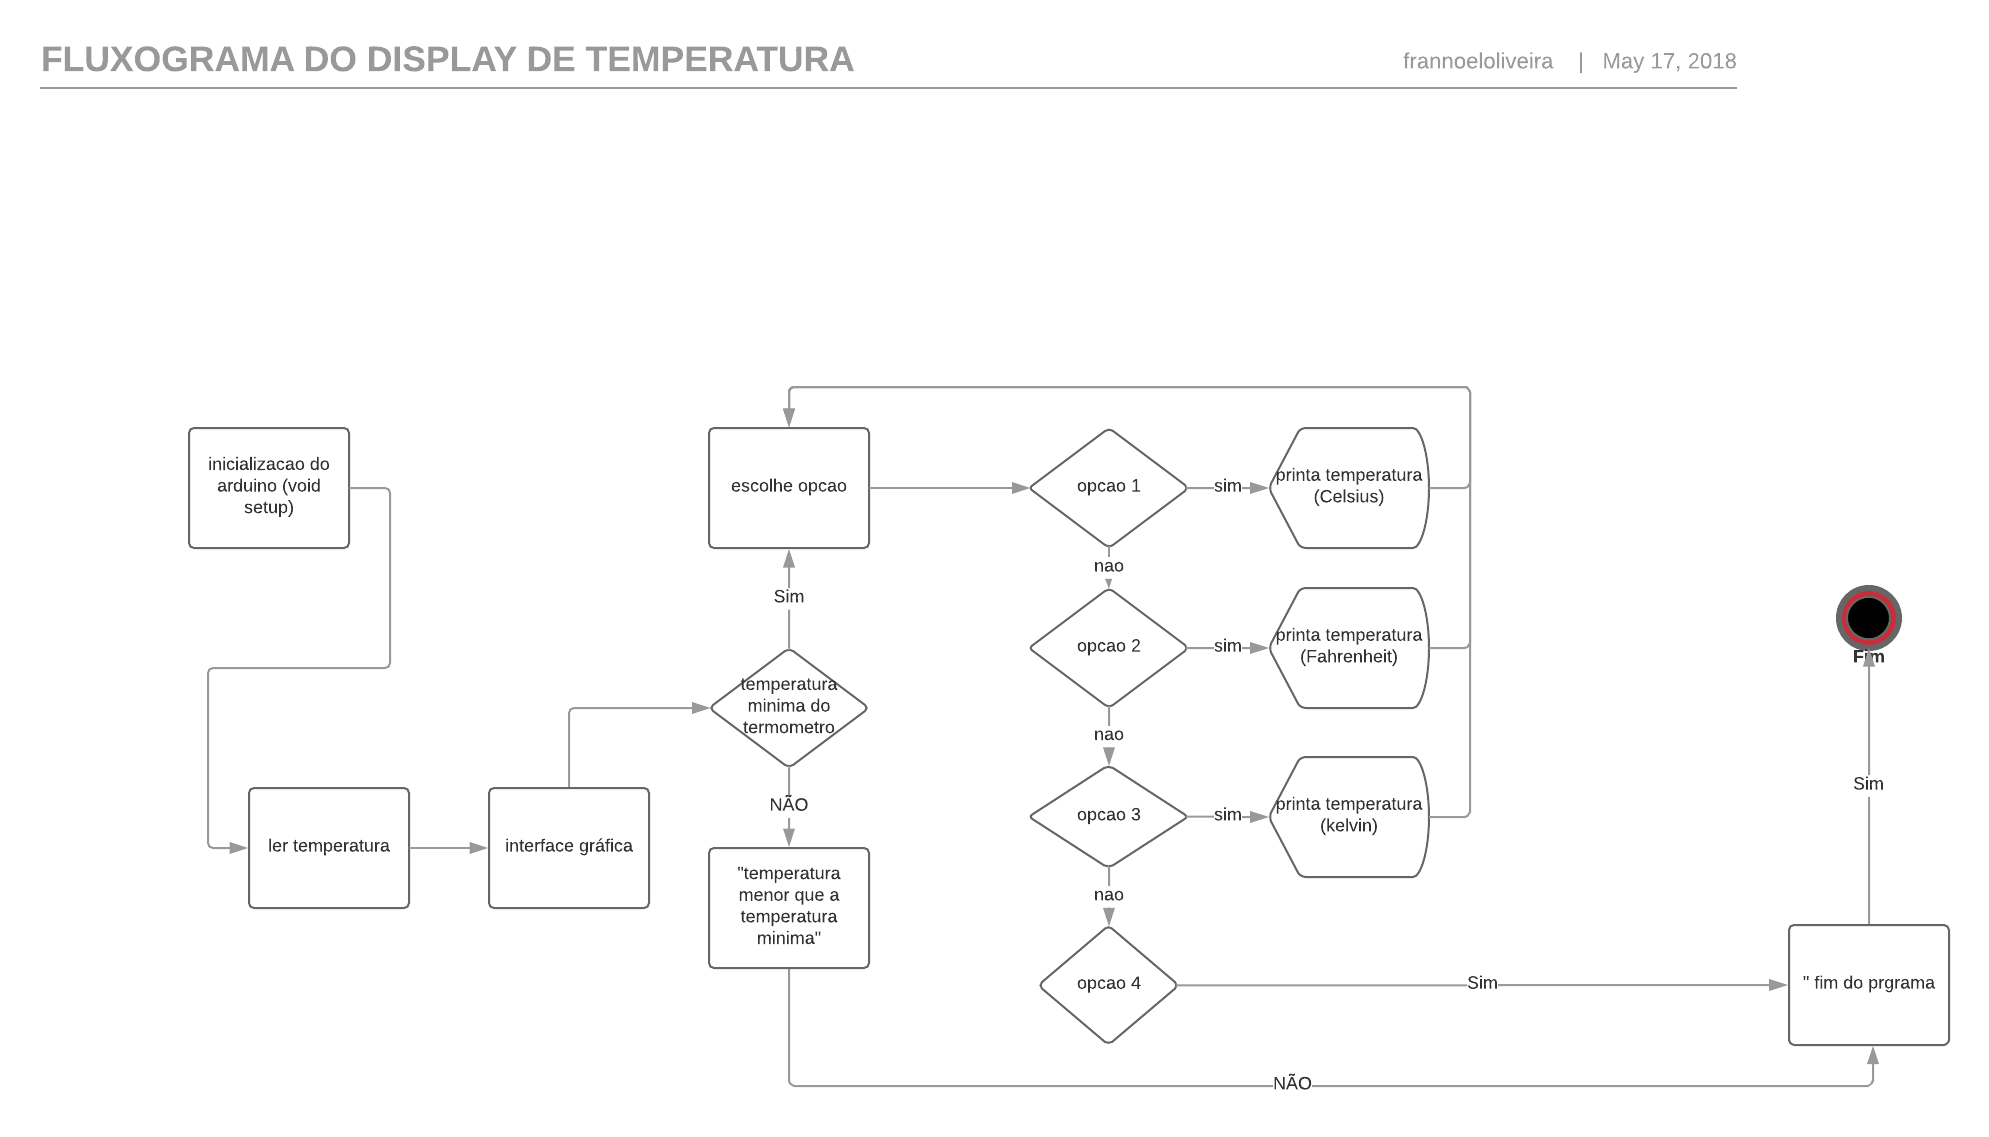 FLUXOGRAMA DO DISPLAY DE TEMPERATURA
frannoeloliveira | May 17, 2018
inicializacao do
arduino (void
setup)
ler temperatura
interface gráfica
temperatura
minima do
termometro
Sim
NÃO
"temperatura
menor que a
temperatura
minima"
NÃO
escolhe opcao
opcao 1
sim
printa temperatura
(Celsius)
nao
opcao 2
sim
printa temperatura
(Fahrenheit)
nao
opcao 3
sim
printa temperatura
(kelvin)
nao
opcao 4
Sim
" fim do prgrama
Sim
Fim